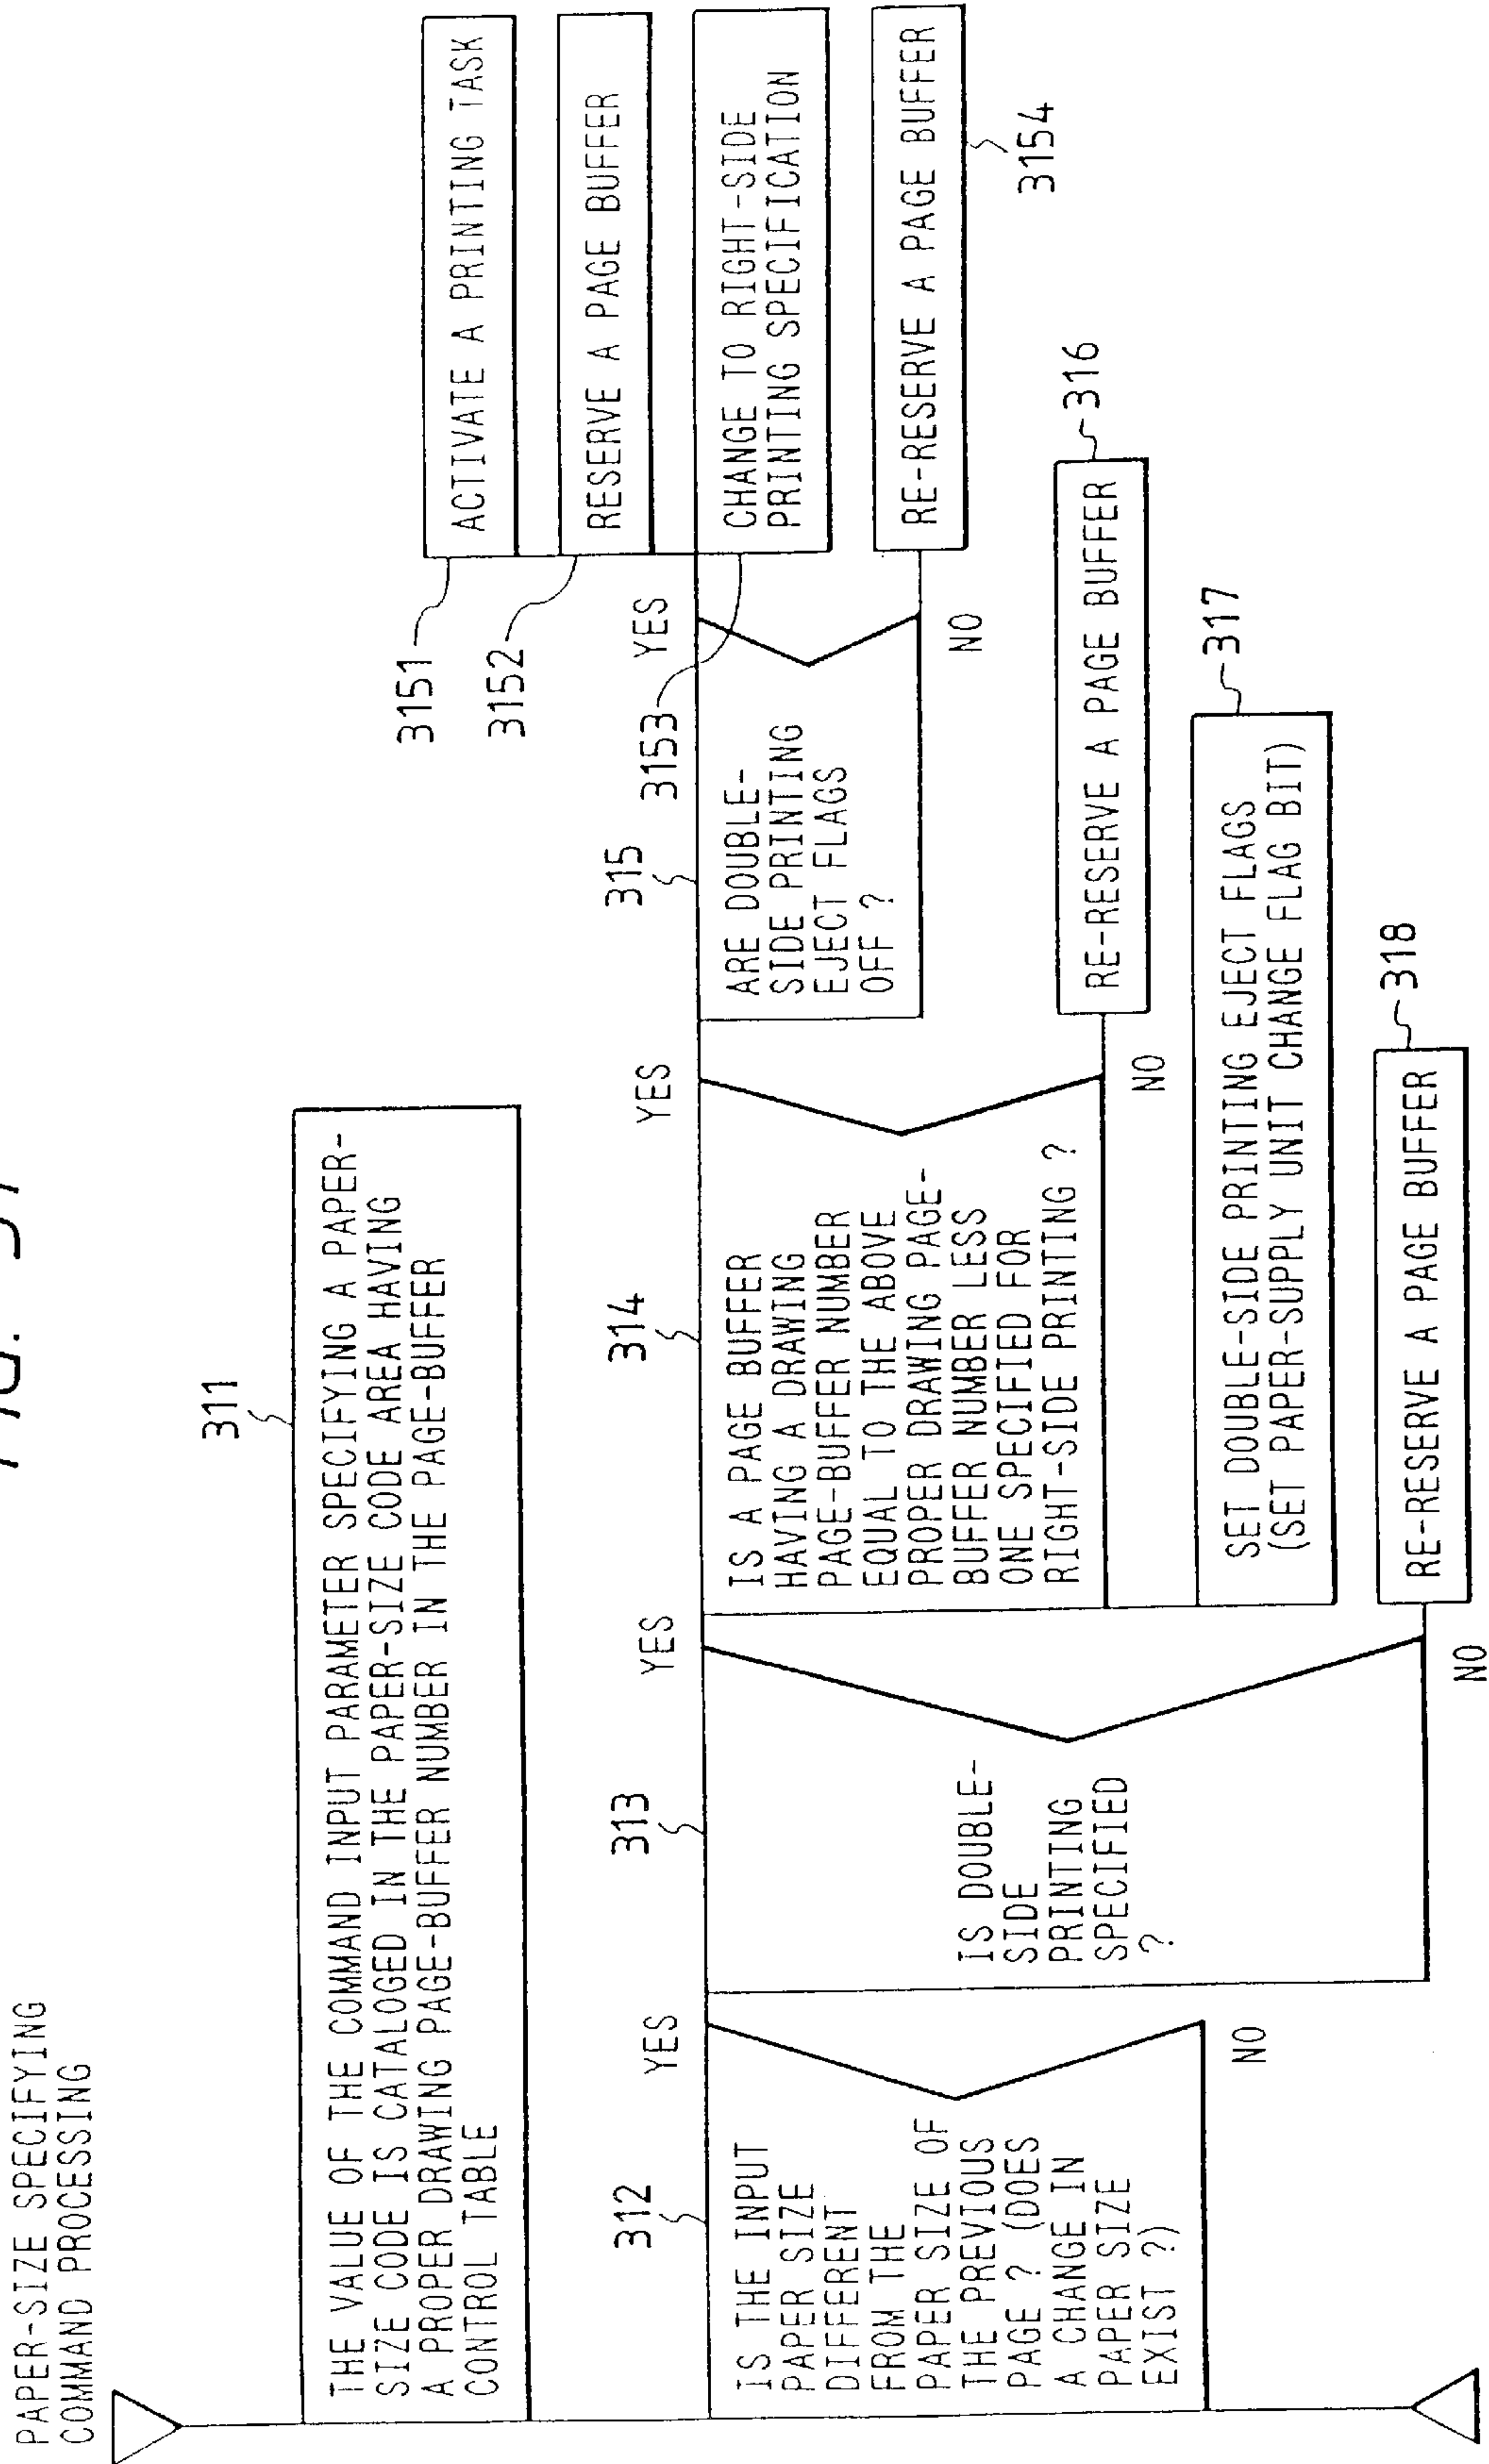 PAPER-SIZE SPECIFYING
COMMAND PROCESSING
311
THE VALUE OF THE COMMAND INPUT PARAMETER SPECIFYING A PAPER-
SIZE CODE IS CATALOGED IN THE PAPER-SIZE CODE AREA HAVING
A PROPER DRAWING PAGE-BUFFER NUMBER IN THE PAGE-BUFFER
CONTROL TABLE
312
IS THE INPUT
PAPER SIZE
DIFFERENT
FROM THE
PAPER SIZE OF
THE PREVIOUS
PAGE ? (DOES
A CHANGE IN
PAPER SIZE
EXIST ?)
YES
NO
313
IS DOUBLE-
SIDE
PRINTING
SPECIFIED
?
YES
NO
314
IS A PAGE BUFFER
HAVING A DRAWING
PAGE-BUFFER NUMBER
EQUAL TO THE ABOVE
PROPER DRAWING PAGE-
BUFFER NUMBER LESS
ONE SPECIFIED FOR
RIGHT-SIDE PRINTING ?
YES
NO
315
ARE DOUBLE-
SIDE PRINTING
EJECT FLAGS
OFF ?
YES
NO
3151
ACTIVATE A PRINTING TASK
3152
RESERVE A PAGE BUFFER
3153
CHANGE TO RIGHT-SIDE
PRINTING SPECIFICATION
RE-RESERVE A PAGE BUFFER
3154
RE-RESERVE A PAGE BUFFER
316
SET DOUBLE-SIDE PRINTING EJECT FLAGS
(SET PAPER-SUPPLY UNIT CHANGE FLAG BIT)
317
RE-RESERVE A PAGE BUFFER
318